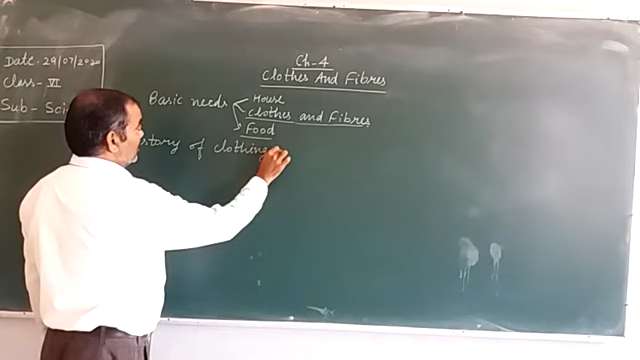 Date- 29/07/2020
Class- VI
Sub- Sci
Ch-4
Clothes And Fibres
Basic needs
House
Clothes and Fibres
Food
story of clothing